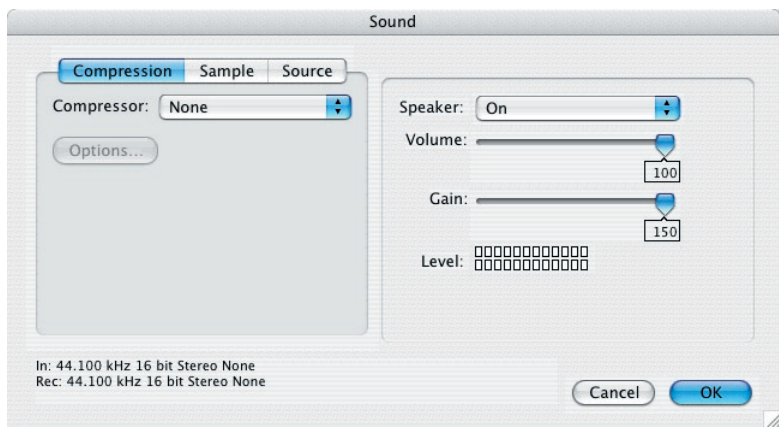 Sound
Compression Sample Source
Compressor: None
Options...
Speaker: On
Volume:
100
Gain:
150
Level:
In: 44.100 kHz 16 bit Stereo None
Rec: 44.100 kHz 16 bit Stereo None
Cancel OK